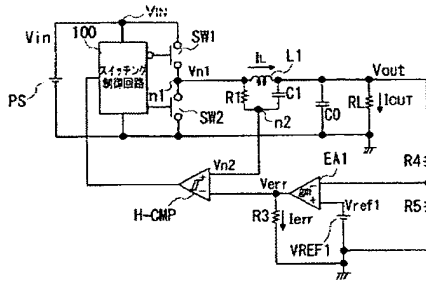 VIN
Vin
100
SW1
スイッチング
制御回路
Vn1
n1
IL
L1
Vout
PS
SW2
R1
C1
n2
C0
RL
IOUT
Vn2
Verr
EA1
R4
gm
H-CMP
R3
Ierr
Vref1
R5
VREF1